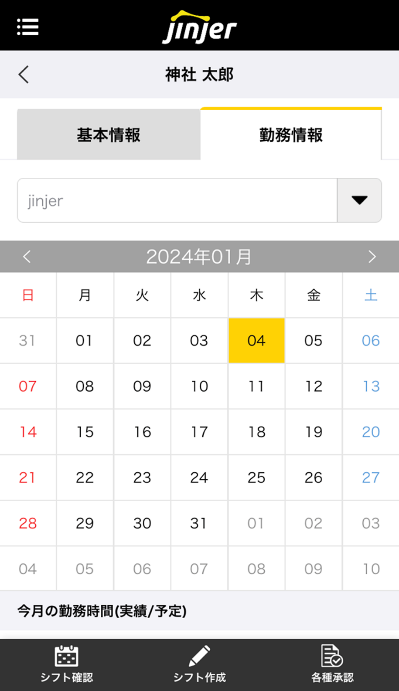 jinjer
神社 太郎
基本情報 勤務情報
jinjer
2024年01月
日 月 火 水 木 金 土
31 01 02 03 04 05 06
07 08 09 10 11 12 13
14 15 16 17 18 19 20
21 22 23 24 25 26 27
28 29 30 31 01 02 03
04 05 06 07 08 09 10
今月の勤務時間(実績/予定)
シフト確認 シフト作成 各種承認